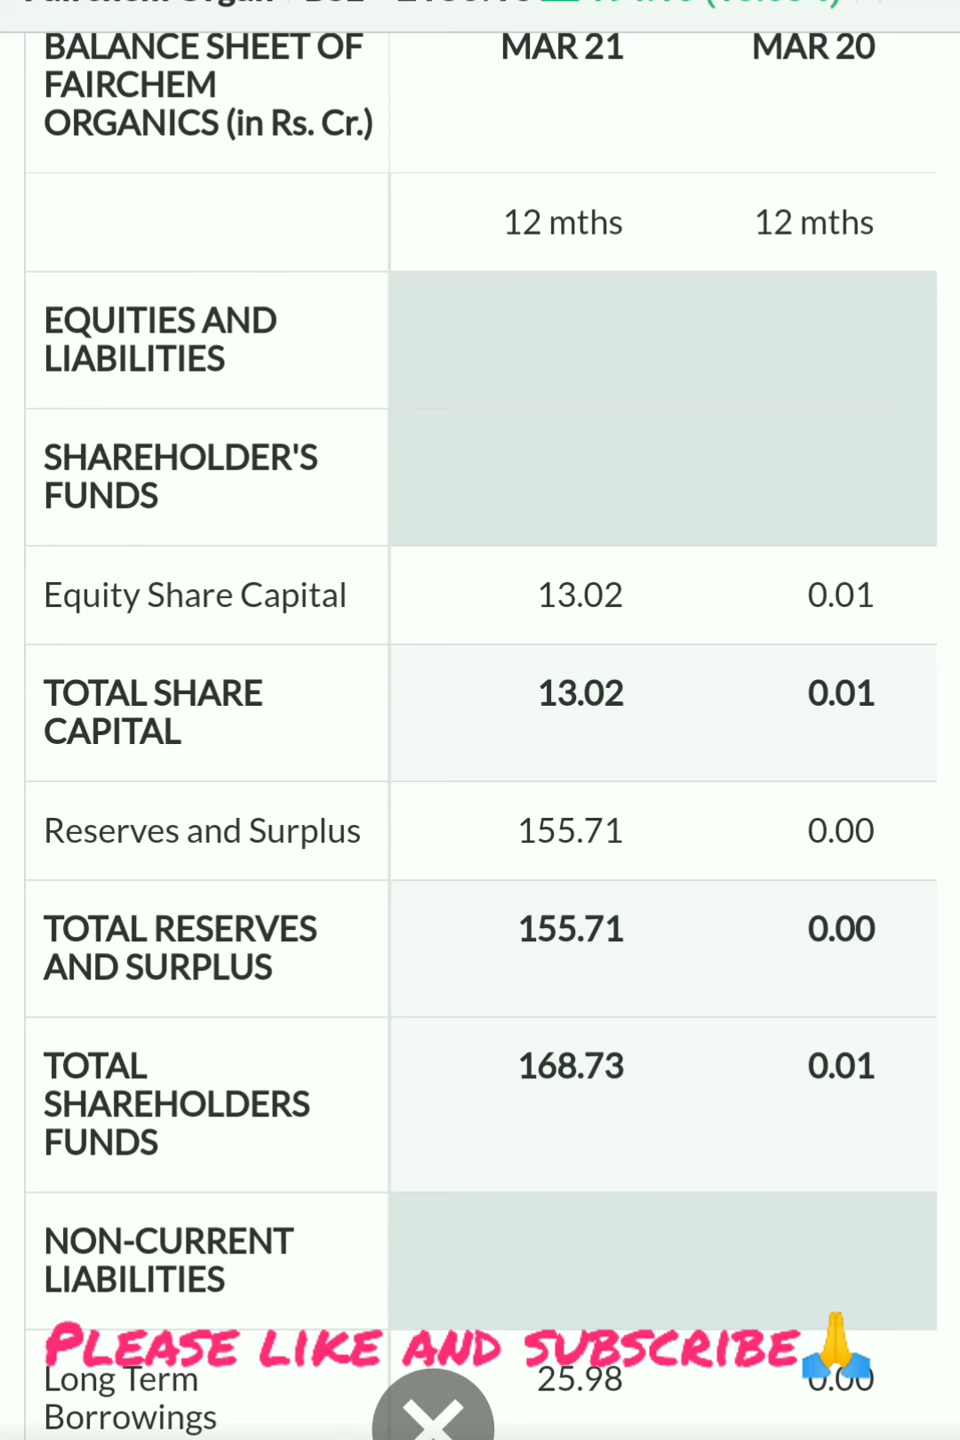 BALANCE SHEET OF MAR 21 MAR 20
FAIRCHEM
ORGANICS (in Rs. Cr.)
12 mths 12 mths
EQUITIES AND
LIABILITIES
SHAREHOLDER'S
FUNDS
Equity Share Capital 13.02 0.01
TOTAL SHARE 13.02 0.01
CAPITAL
Reserves and Surplus 155.71 0.00
TOTAL RESERVES 155.71 0.00
AND SURPLUS
TOTAL 168.73 0.01
SHAREHOLDERS
FUNDS
NON-CURRENT
LIABILITIES
PLEASE LIKE AND SUBSCRIBE🙏
Long Term 25.98 0.00
Borrowings